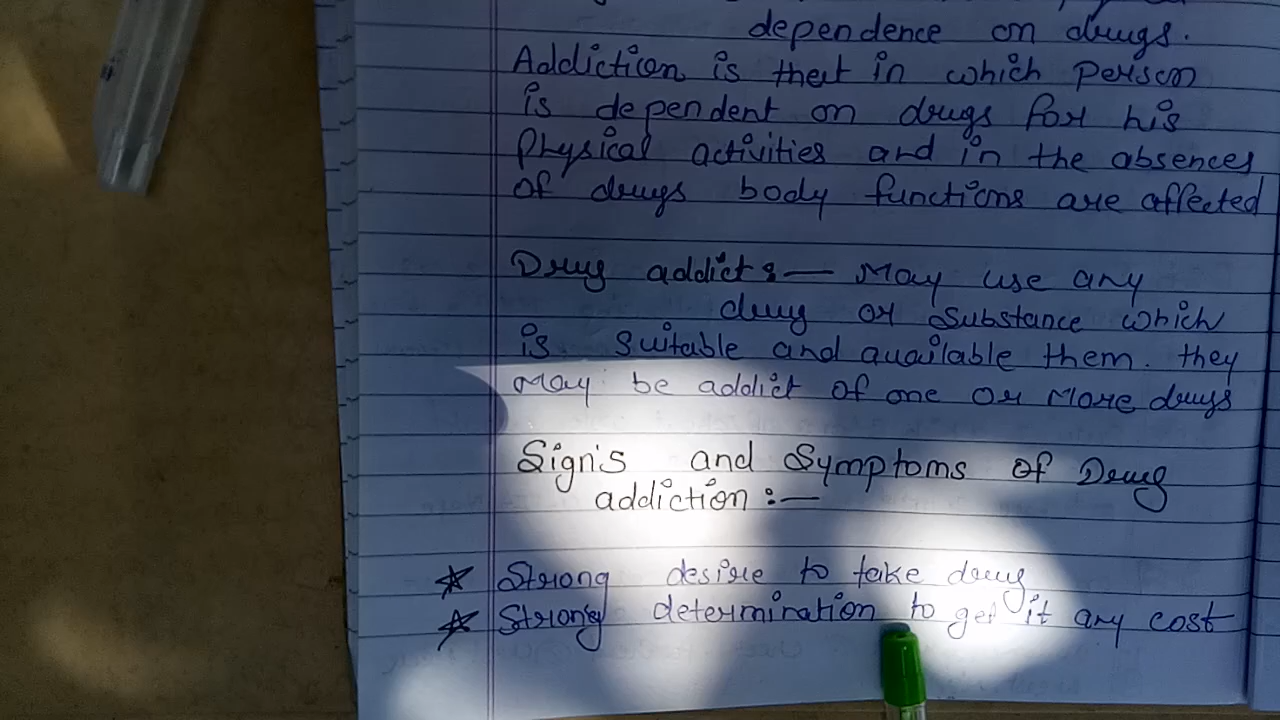 dependence on drugs.
Addiction is that in which Person
is dependent on drugs for his
Physical activities and in the absences
of drugs body functions are affected
Drug addict :— May use any
drug or Substance which
is Suitable and available them. they
May be addict of one or More drugs
Sign's and Symptoms of Drug
addiction :—
★ Strong desire to take drug
★ Strong determination to get it any cost